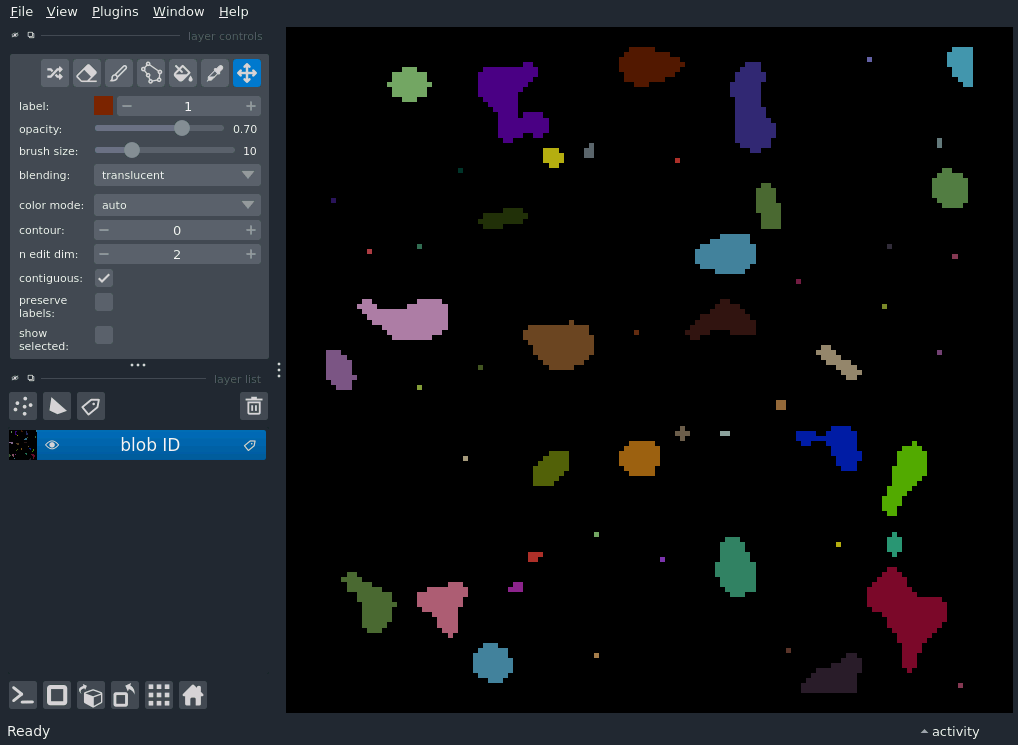 File View Plugins Window Help
layer controls
label: 1
opacity: 0.70
brush size: 10
blending: translucent
color mode: auto
contour: 0
n edit dim: 2
contiguous:
preserve
labels:
show
selected:
layer list
blob ID
Ready
activity